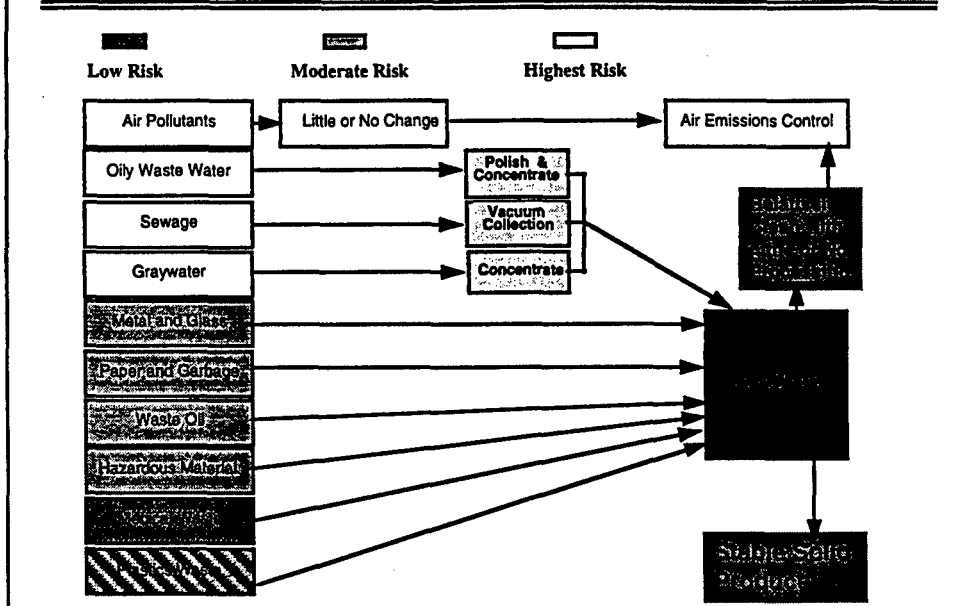 Low Risk
Moderate Risk
Highest Risk
Air Pollutants
Little or No Change
Air Emissions Control
Oily Waste Water
Polish &
Concentrate
Sewage
Vacuum
Collection
Graywater
Concentrate
Metal and Glass
Paper and Garbage
Waste Oil
Hazardous Material
Stable Solid
Product